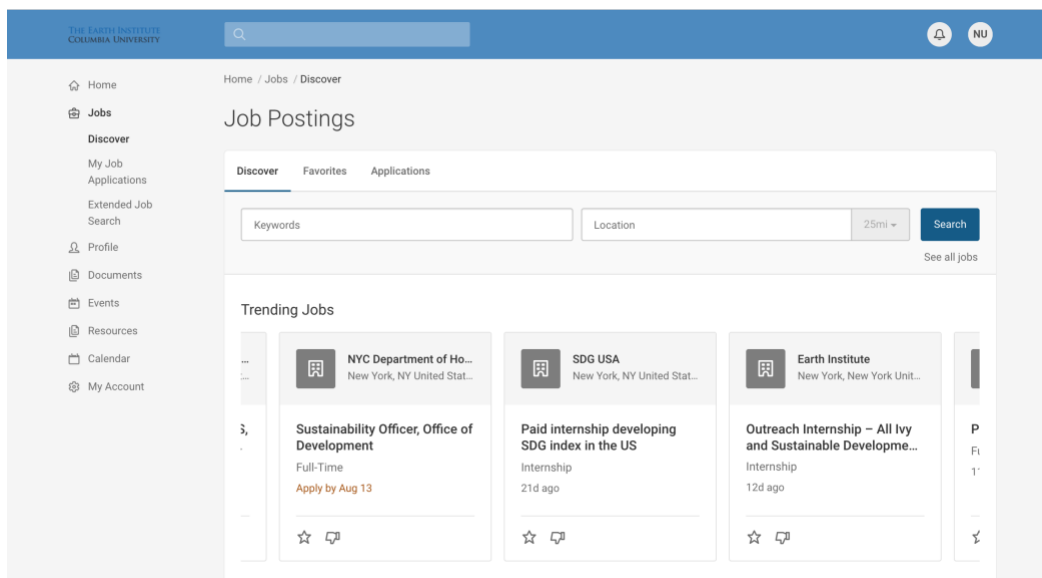 THE EARTH INSTITUTE
COLUMBIA UNIVERSITY
NU
Home
Jobs
Discover
My Job
Applications
Extended Job
Search
Profile
Documents
Events
Resources
Calendar
My Account
Home / Jobs / Discover
Job Postings
Discover Favorites Applications
Keywords
Location
25mi
Search
See all jobs
Trending Jobs
...
S,
NYC Department of Ho...
New York, NY United Stat...
Sustainability Officer, Office of
Development
Full-Time
Apply by Aug 13
SDG USA
New York, NY United Stat...
Paid internship developing
SDG index in the US
Internship
21d ago
Earth Institute
New York, New York Unit...
Outreach Internship – All Ivy
and Sustainable Developme...
Internship
12d ago
P